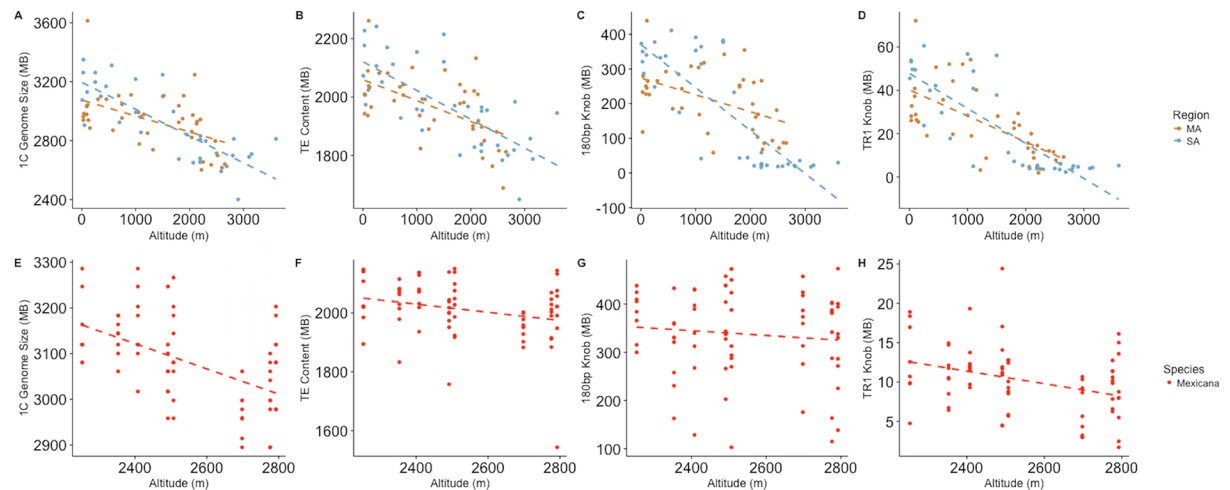 A
1C Genome Size (MB)
3600
3200
2800
2400
0
1000
2000
3000
Altitude (m)
B
TE Content (MB)
2200
2000
1800
0
1000
2000
3000
Altitude (m)
C
180bp Knob (MB)
400
300
200
100
0
-100
0
1000
2000
3000
Altitude (m)
D
TR1 Knob (MB)
60
40
20
0
0
1000
2000
3000
Altitude (m)
Region
MA
SA
E
1C Genome Size (MB)
3300
3200
3100
3000
2900
2400
2600
2800
Altitude (m)
F
TE Content (MB)
2000
1800
1600
2400
2600
2800
Altitude (m)
G
180bp Knob (MB)
400
300
200
100
2400
2600
2800
Altitude (m)
H
TR1 Knob (MB)
25
20
15
10
5
2400
2600
2800
Altitude (m)
Species
Mexicana